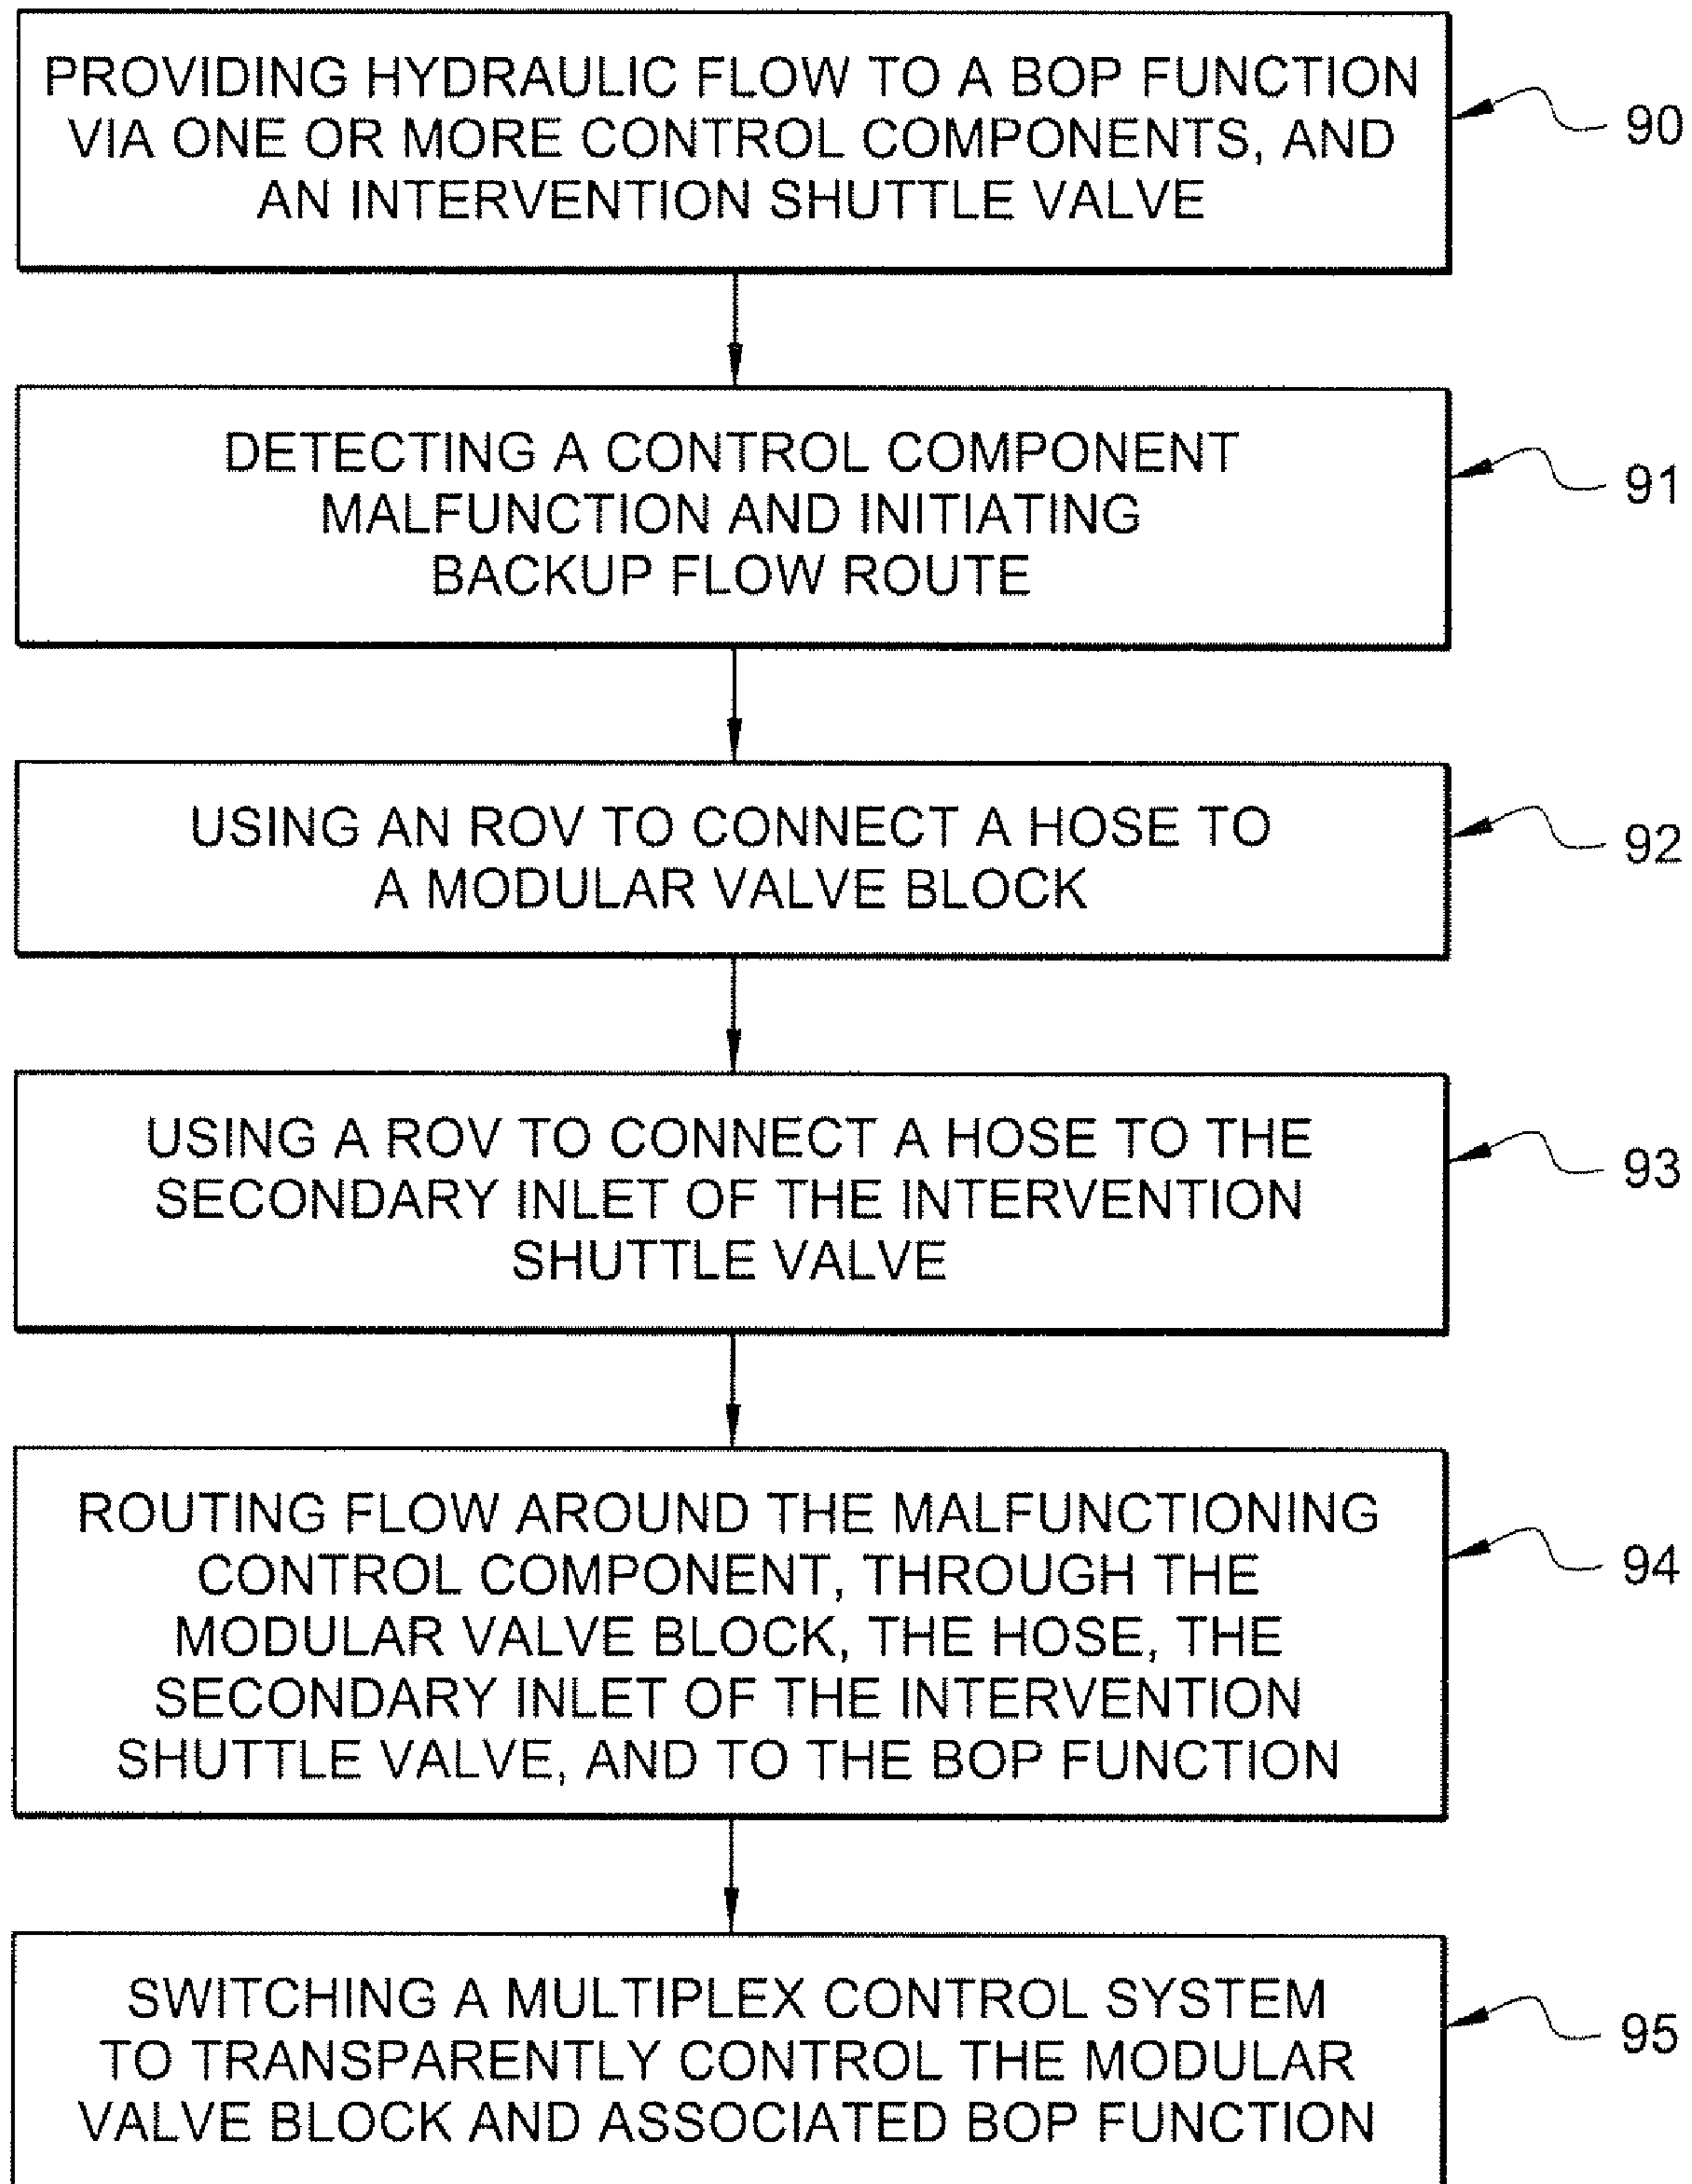 PROVIDING HYDRAULIC FLOW TO A BOP FUNCTION
VIA ONE OR MORE CONTROL COMPONENTS, AND
AN INTERVENTION SHUTTLE VALVE
90
DETECTING A CONTROL COMPONENT
MALFUNCTION AND INITIATING
BACKUP FLOW ROUTE
91
USING AN ROV TO CONNECT A HOSE TO
A MODULAR VALVE BLOCK
92
USING A ROV TO CONNECT A HOSE TO THE
SECONDARY INLET OF THE INTERVENTION
SHUTTLE VALVE
93
ROUTING FLOW AROUND THE MALFUNCTIONING
CONTROL COMPONENT, THROUGH THE
MODULAR VALVE BLOCK, THE HOSE, THE
SECONDARY INLET OF THE INTERVENTION
SHUTTLE VALVE, AND TO THE BOP FUNCTION
94
SWITCHING A MULTIPLEX CONTROL SYSTEM
TO TRANSPARENTLY CONTROL THE MODULAR
VALVE BLOCK AND ASSOCIATED BOP FUNCTION
95